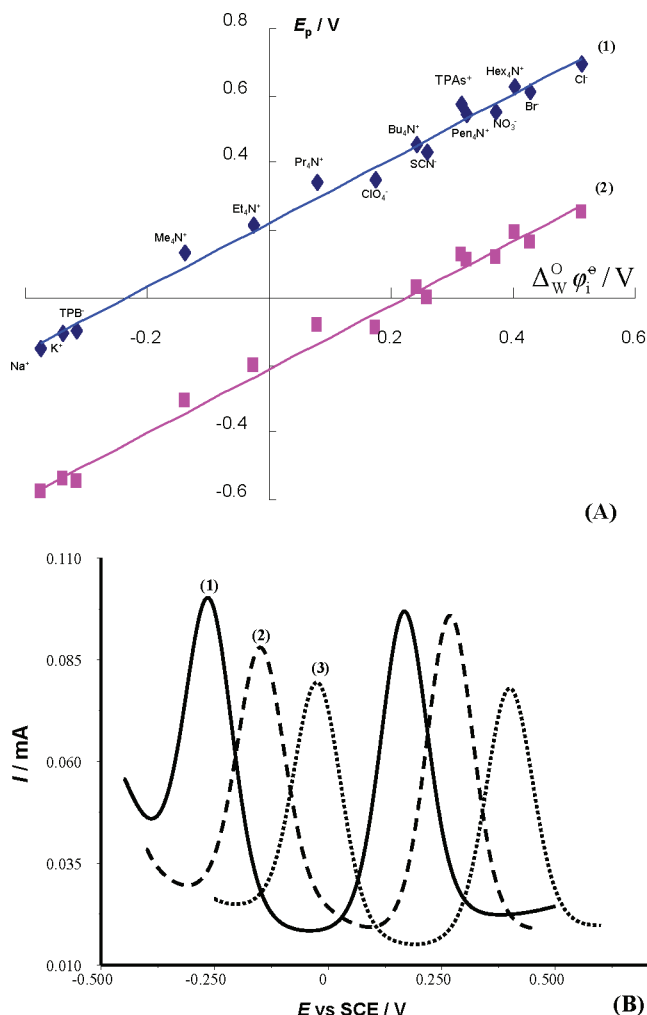 E_p / V
0.8
(1)
Hex₄N⁺
Cl⁻
TPAs⁺
0.6
Br⁻
Pen₄N⁺
NO₃⁻
Bu₄N⁺
0.4
SCN⁻
Pr₄N⁺
ClO₄⁻
(2)
Et₄N⁺
0.2
Me₄N⁺
Δ_W^O φ_i^⊖ / V
TPB⁻
K⁺
Na⁺
-0.2
0.2
0.4
0.6
-0.4
-0.6
(A)
0.110
(1)
(2)
0.085
(3)
I / mA
0.060
0.035
0.010
-0.500
-0.250
0
0.250
0.500
E vs SCE / V
(B)